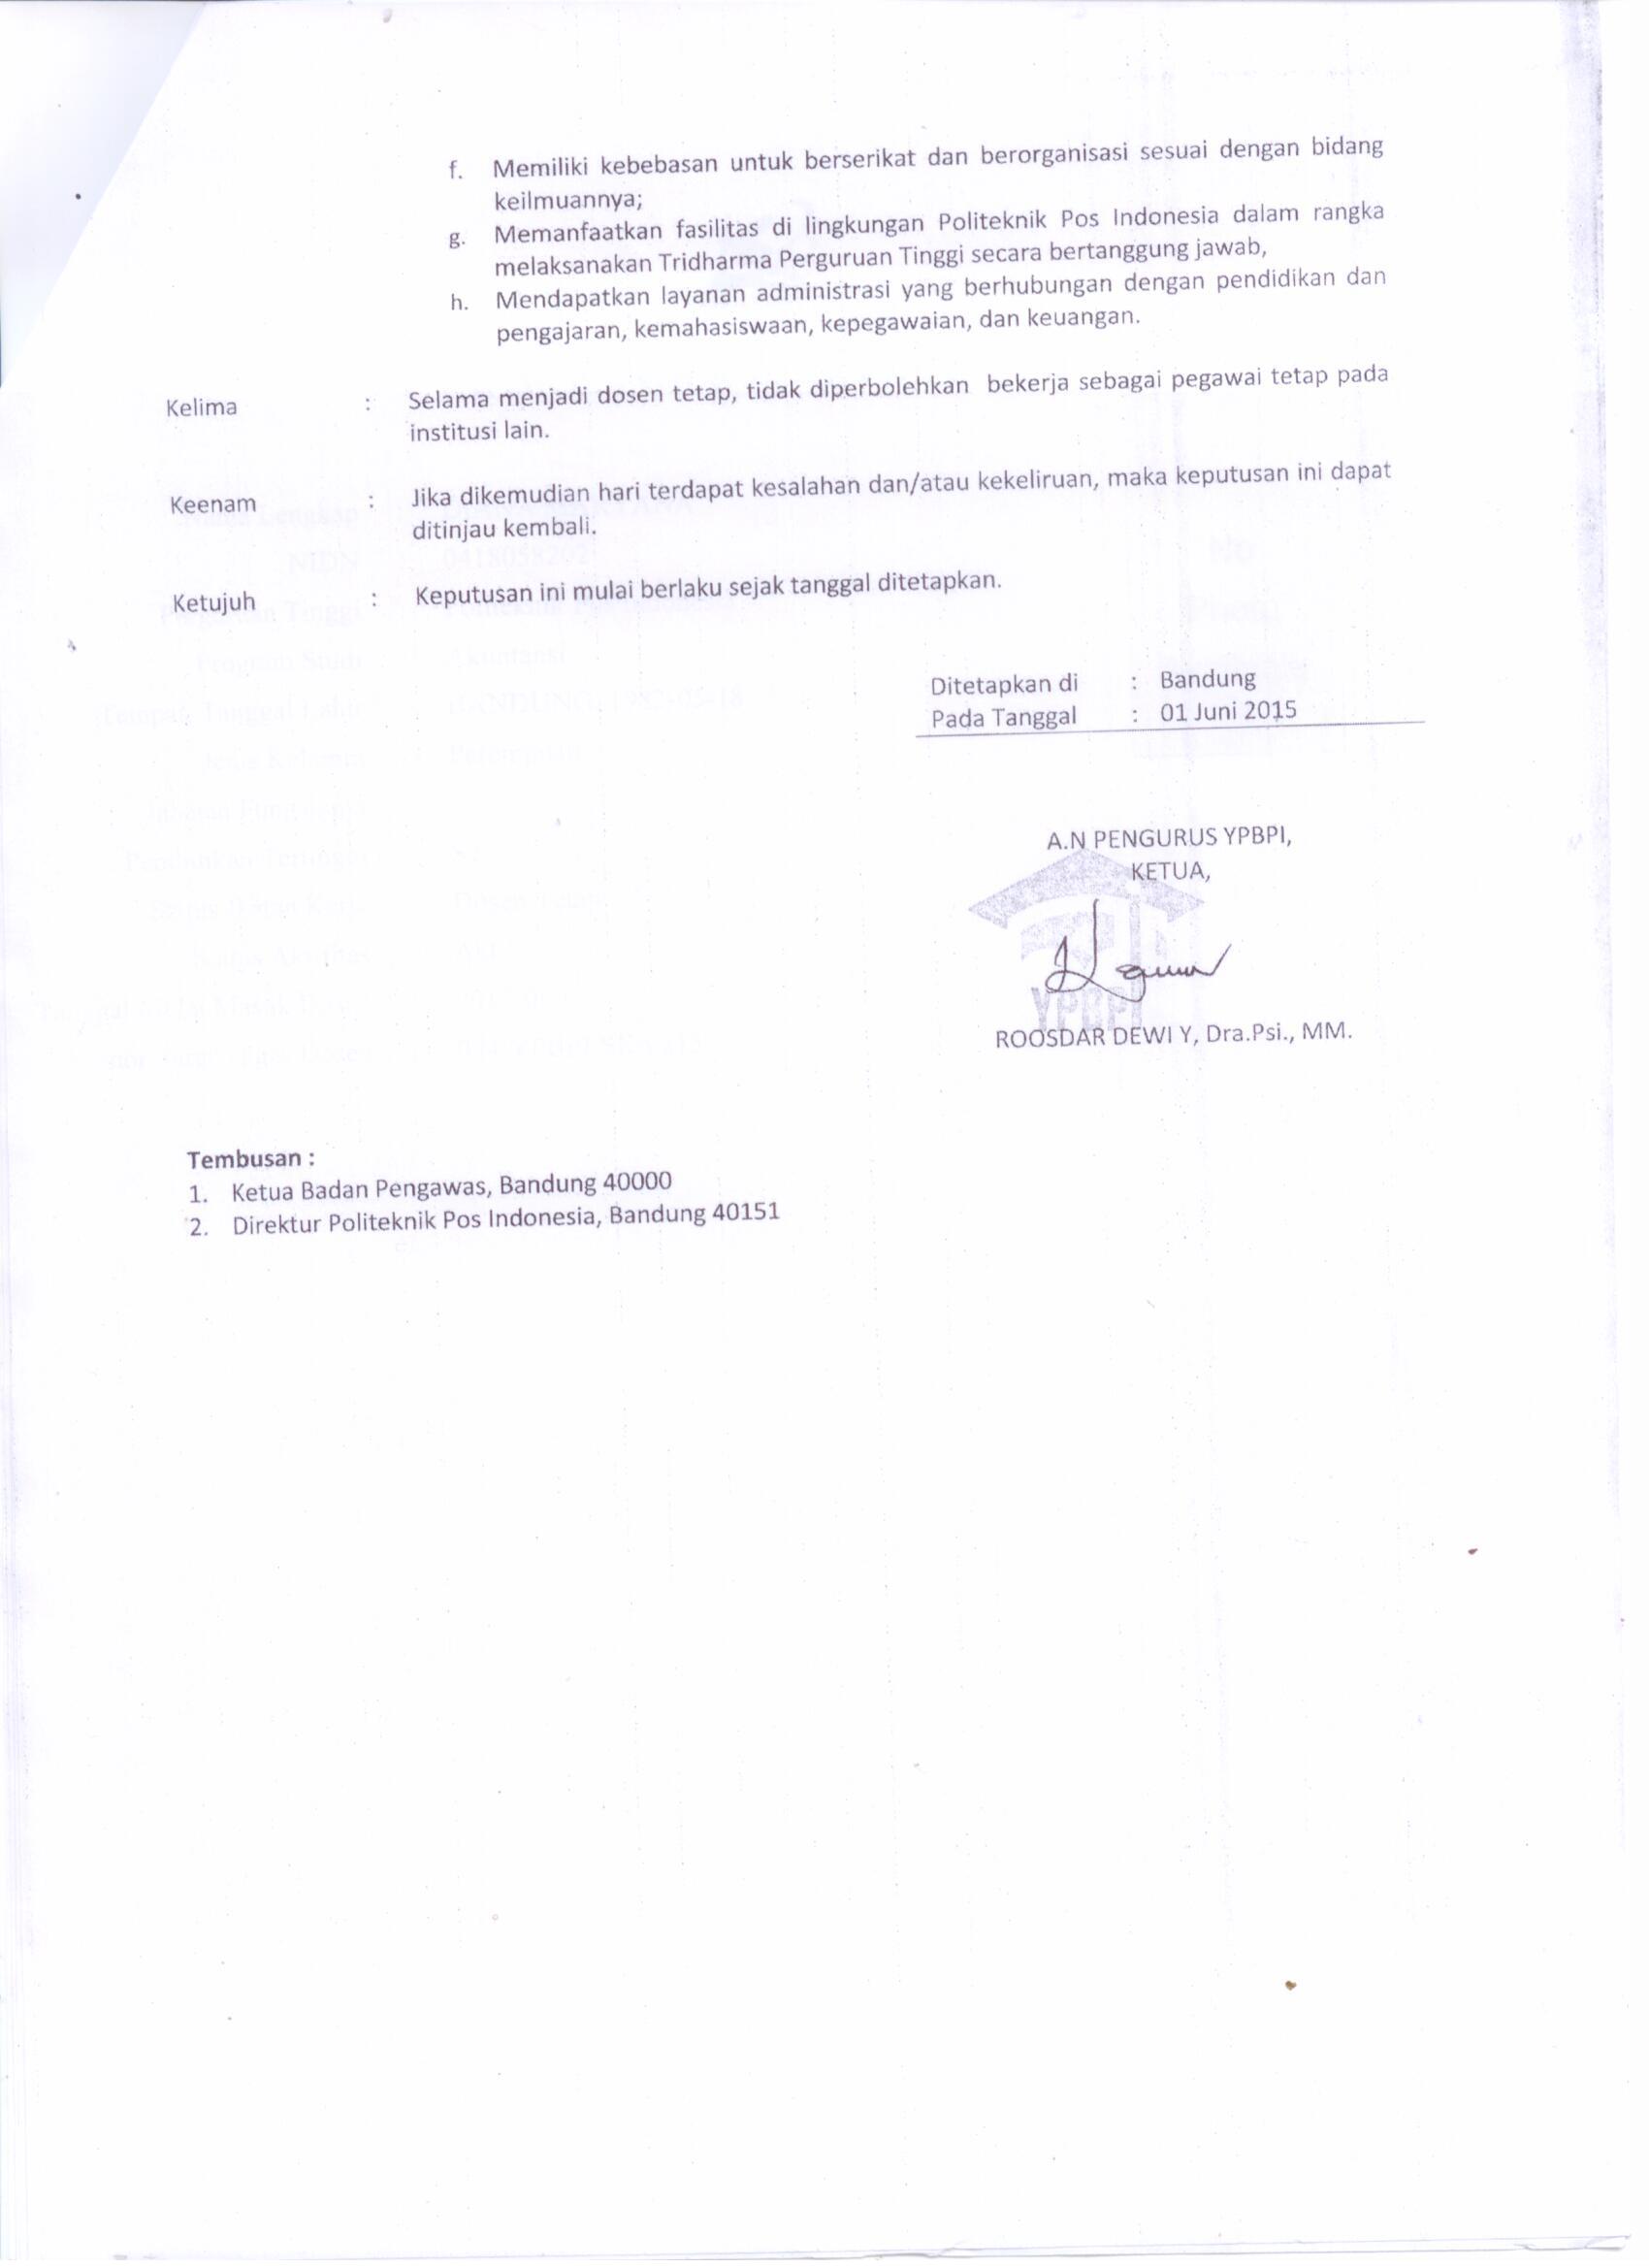 f. Memiliki kebebasan untuk berserikat dan berorganisasi sesuai dengan bidang
keilmuannya;
g. Memanfaatkan fasilitas di lingkungan Politeknik Pos Indonesia dalam rangka
melaksanakan Tridharma Perguruan Tinggi secara bertanggung jawab,
h. Mendapatkan layanan administrasi yang berhubungan dengan pendidikan dan
pengajaran, kemahasiswaan, kepegawaian, dan keuangan.
Kelima : Selama menjadi dosen tetap, tidak diperbolehkan bekerja sebagai pegawai tetap pada
institusi lain.
Keenam : Jika dikemudian hari terdapat kesalahan dan/atau kekeliruan, maka keputusan ini dapat
ditinjau kembali.
Ketujuh : Keputusan ini mulai berlaku sejak tanggal ditetapkan.
Ditetapkan di : Bandung
Pada Tanggal : 01 Juni 2015
A.N PENGURUS YPBPI,
KETUA,
YPBPI
ROOSDAR DEWI Y, Dra.Psi., MM.
Tembusan :
1. Ketua Badan Pengawas, Bandung 40000
2. Direktur Politeknik Pos Indonesia, Bandung 40151